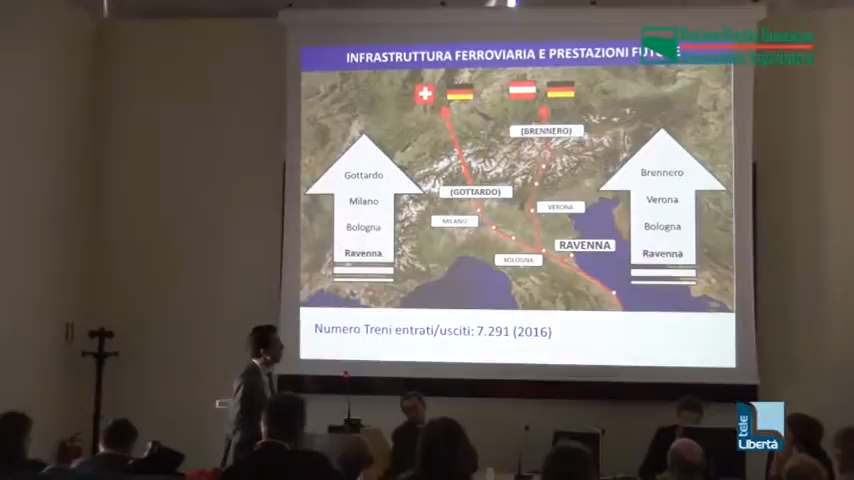 INFRASTRUTTURA FERROVIARIA E PRESTAZIONI
(BRENNERO)
Gottardo
Milano
Bologna
Ravenna
(GOTTARDO)
MILANO
VERONA
BOLOGNA
RAVENNA
Brennero
Verona
Bologna
Ravenna
Numero Treni entrati/usciti: 7.291 (2016)
tele
Libertà